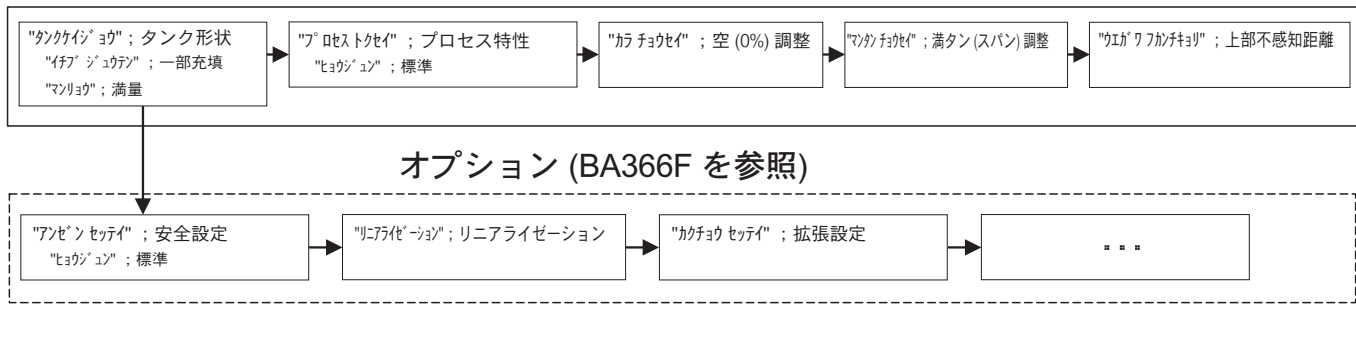 "ﾀﾝｸｹｲｼﾞｮｳ" ; タンク形状
"ｲﾁﾌﾞ ｼﾞｭｳﾃﾝ" ; 一部充填
"ﾏﾝﾘｮｳ" ; 満量
"ﾌﾟﾛｾｽﾄｸｾｲ" ; プロセス特性
"ﾋｮｳｼﾞｭﾝ" ; 標準
"ｶﾗ ﾁｮｳｾｲ" ; 空 (0%) 調整
"ﾏﾝﾀﾝ ﾁｮｳｾｲ" ; 満タン (スパン) 調整
"ｳｴｶﾞﾜ ﾌｶﾝﾁｷｮﾘ" ; 上部不感知距離
オプション (BA366F を参照)
"ｱﾝｾﾞﾝ ｾｯﾃｲ" ; 安全設定
"ﾋｮｳｼﾞｭﾝ" ; 標準
"ﾘﾆｱﾗｲｾﾞｰｼｮﾝ" ; リニアライゼーション
"ｶｸﾁｮｳ ｾｯﾃｲ" ; 拡張設定
...